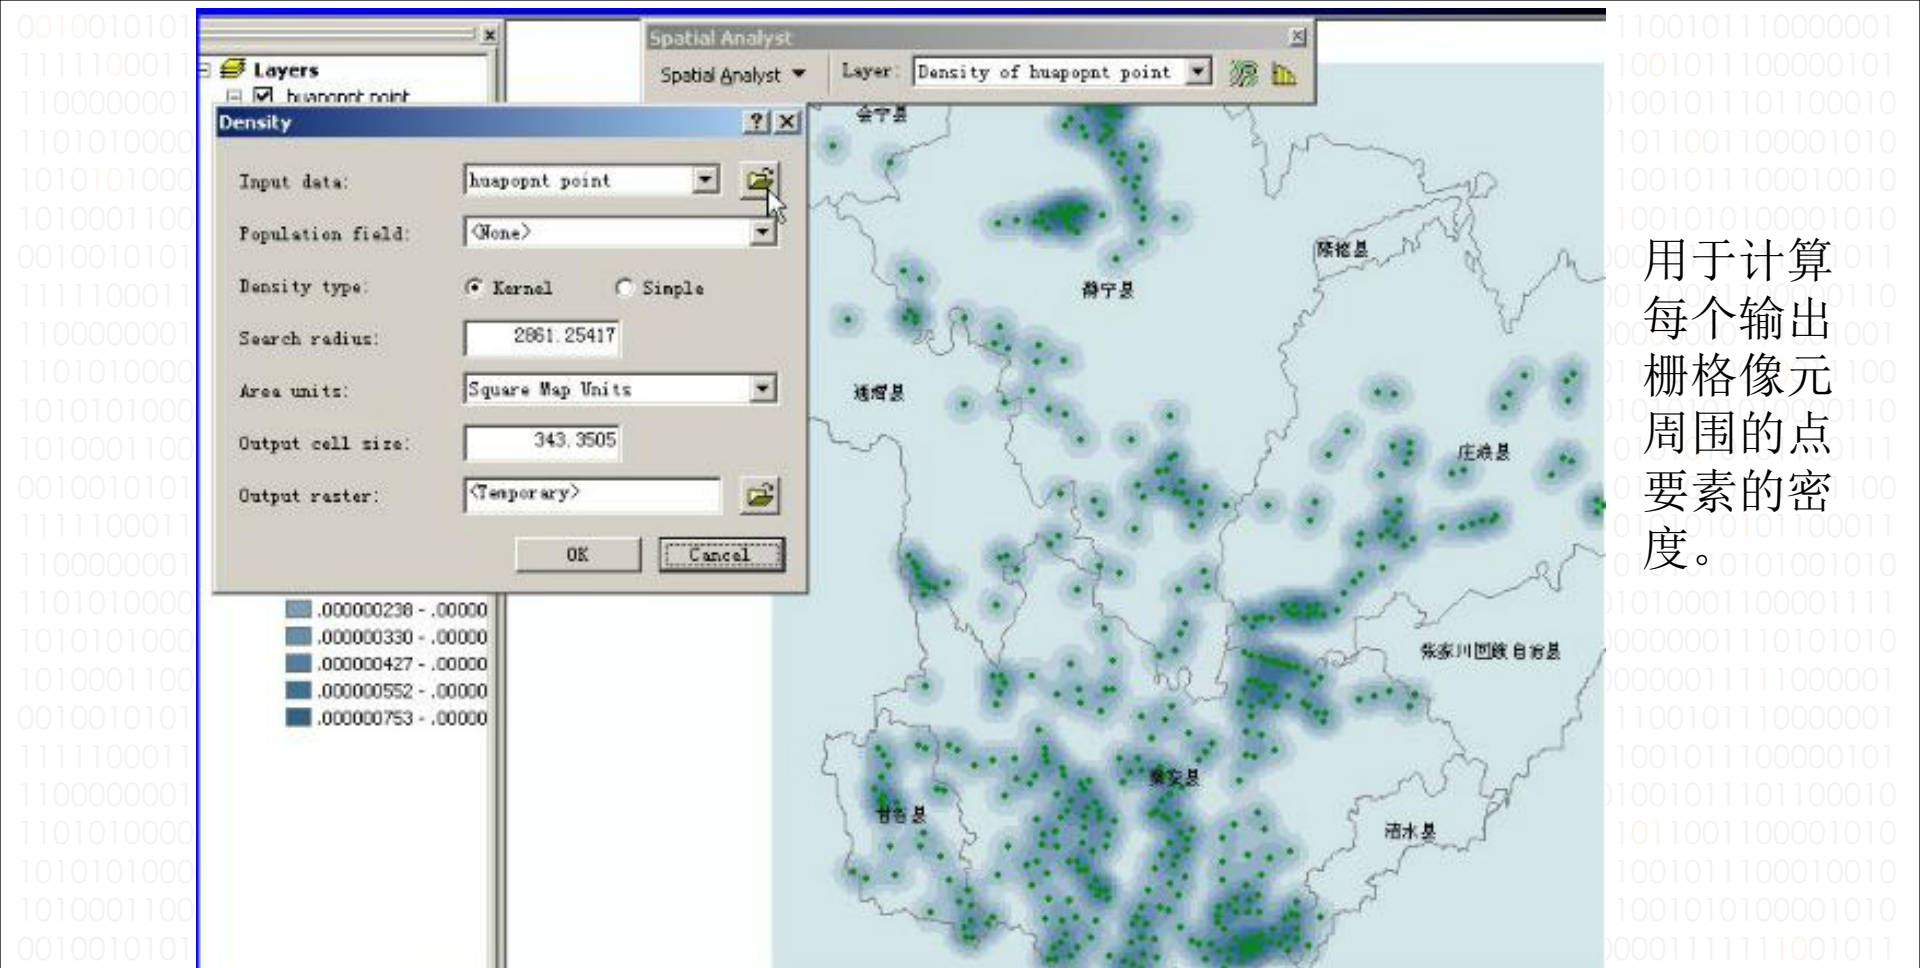 Spatial Analyst
Spatial Analyst
Layer:
Density of huapopnt point
Layers
huapopnt point
Density
Input data:
huapopnt point
Population field:
<None>
Density type:
Kernel
Simple
Search radius:
2861.25417
Area units:
Square Map Units
Output cell size:
343.3505
Output raster:
<Temporary>
OK
Cancel
.000000238 - .00000
.000000330 - .00000
.000000427 - .00000
.000000552 - .00000
.000000753 - .00000
会宁县
隆德县
静宁县
通渭县
庄浪县
张家川回族自治县
秦安县
甘谷县
清水县
用于计算
每个输出
栅格像元
周围的点
要素的密
度。